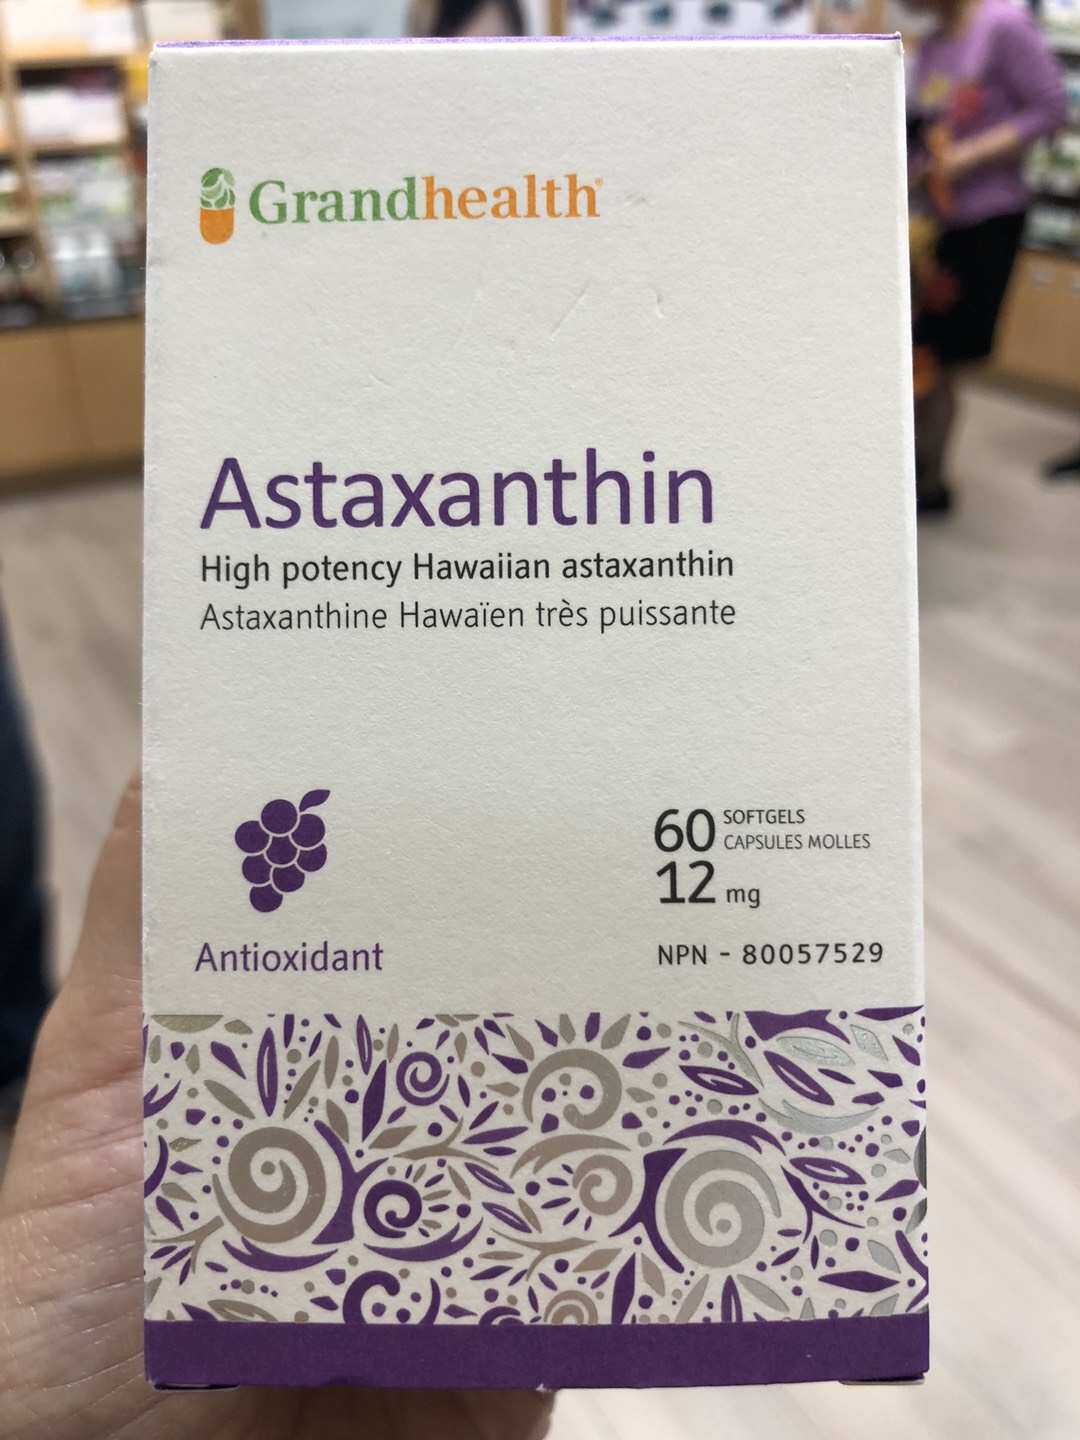 Grandhealth®
Astaxanthin
High potency Hawaiian astaxanthin
Astaxanthine Hawaïen très puissante
60 SOFTGELS
CAPSULES MOLLES
12 mg
Antioxidant
NPN - 80057529